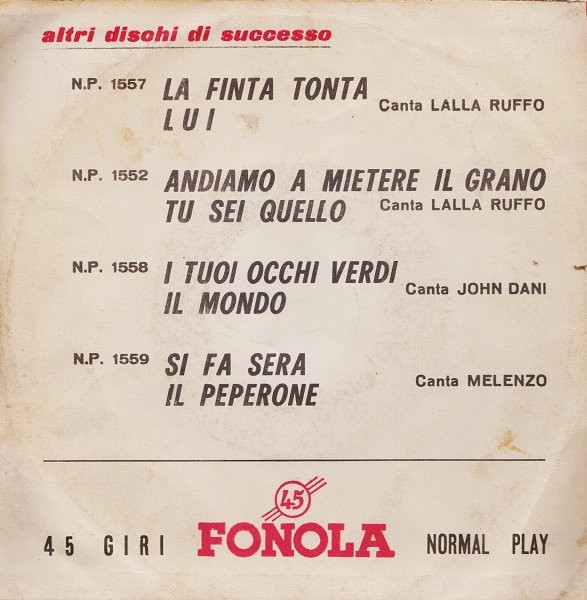 altri dischi di successo
N.P. 1557 LA FINTA TONTA
LUI Canta LALLA RUFFO
N.P. 1552 ANDIAMO A MIETERE IL GRANO
TU SEI QUELLO Canta LALLA RUFFO
N.P. 1558 I TUOI OCCHI VERDI
IL MONDO Canta JOHN DANI
N.P. 1559 SI FA SERA
IL PEPERONE Canta MELENZO
45
45 GIRI FONOLA NORMAL PLAY